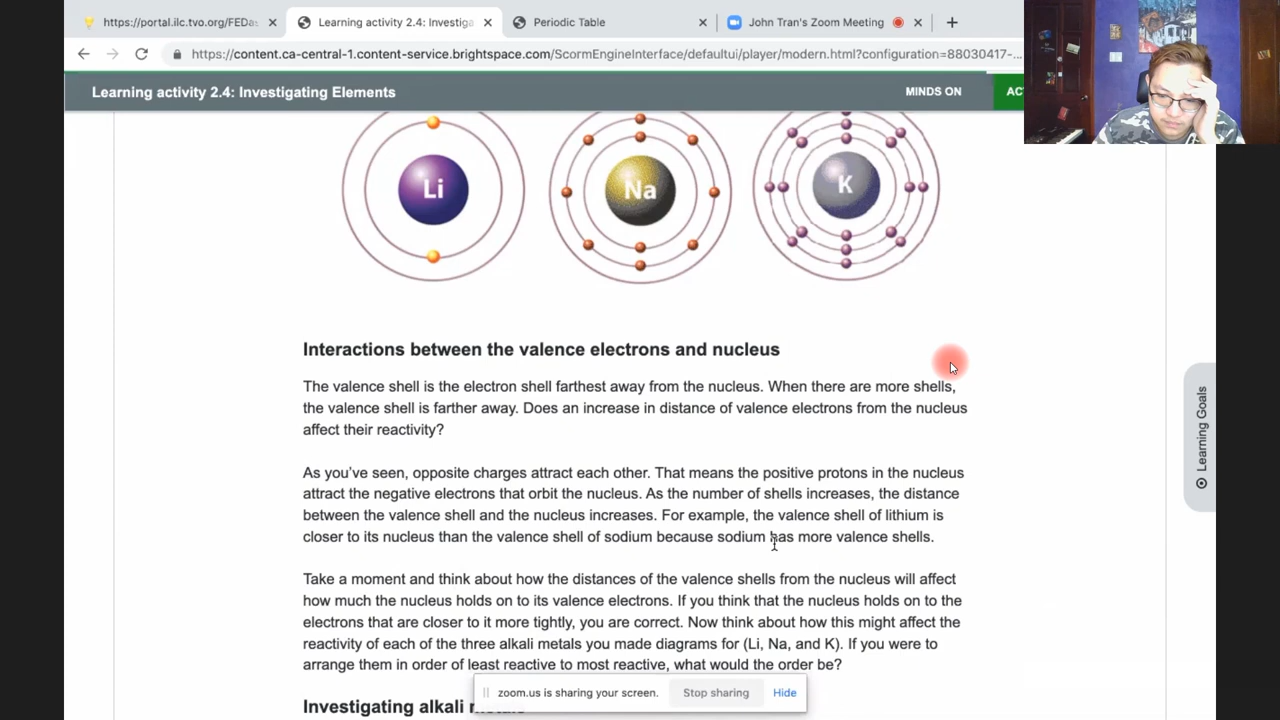 https://portal.ilc.tvo.org/FEDas
Learning activity 2.4: Investiga
Periodic Table
John Tran's Zoom Meeting
https://content.ca-central-1.content-service.brightspace.com/ScormEngineInterface/defaultui/player/modern.html?configuration=88030417-...
Learning activity 2.4: Investigating Elements
MINDS ON
AC
Li
Na
K
Interactions between the valence electrons and nucleus
The valence shell is the electron shell farthest away from the nucleus. When there are more shells,
the valence shell is farther away. Does an increase in distance of valence electrons from the nucleus
affect their reactivity?
As you've seen, opposite charges attract each other. That means the positive protons in the nucleus
attract the negative electrons that orbit the nucleus. As the number of shells increases, the distance
between the valence shell and the nucleus increases. For example, the valence shell of lithium is
closer to its nucleus than the valence shell of sodium because sodium has more valence shells.
Take a moment and think about how the distances of the valence shells from the nucleus will affect
how much the nucleus holds on to its valence electrons. If you think that the nucleus holds on to the
electrons that are closer to it more tightly, you are correct. Now think about how this might affect the
reactivity of each of the three alkali metals you made diagrams for (Li, Na, and K). If you were to
arrange them in order of least reactive to most reactive, what would the order be?
zoom.us is sharing your screen.
Stop sharing
Hide
Investigating alkali metals
Learning Goals